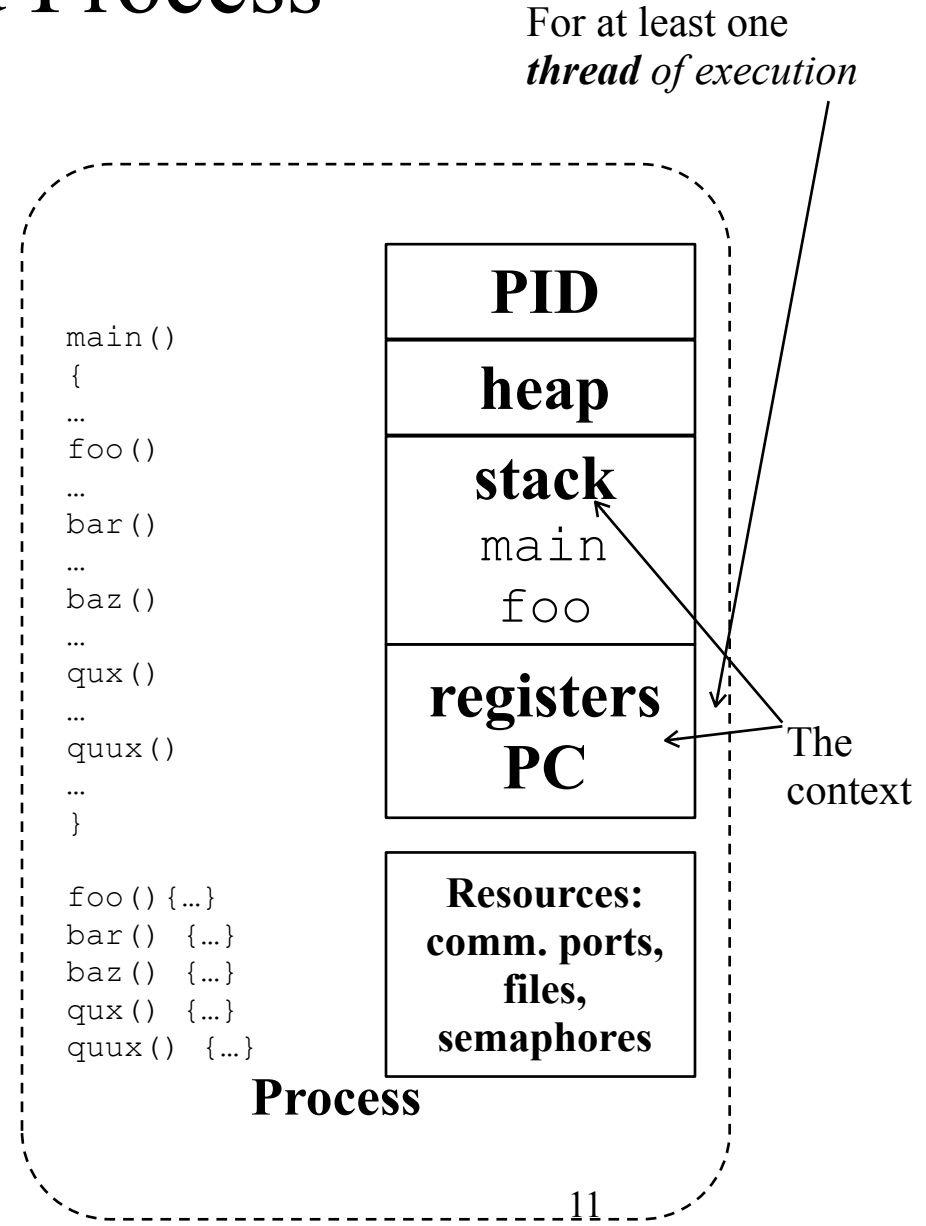 Process
For at least one
thread of execution
main()
{
…
foo()
…
bar()
…
baz()
…
qux()
…
quux()
…
}
foo(){…}
bar() {…}
baz() {…}
qux() {…}
quux() {…}
PID
heap
stack
main
foo
registers
PC
The
context
Resources:
comm. ports,
files,
semaphores
Process
11